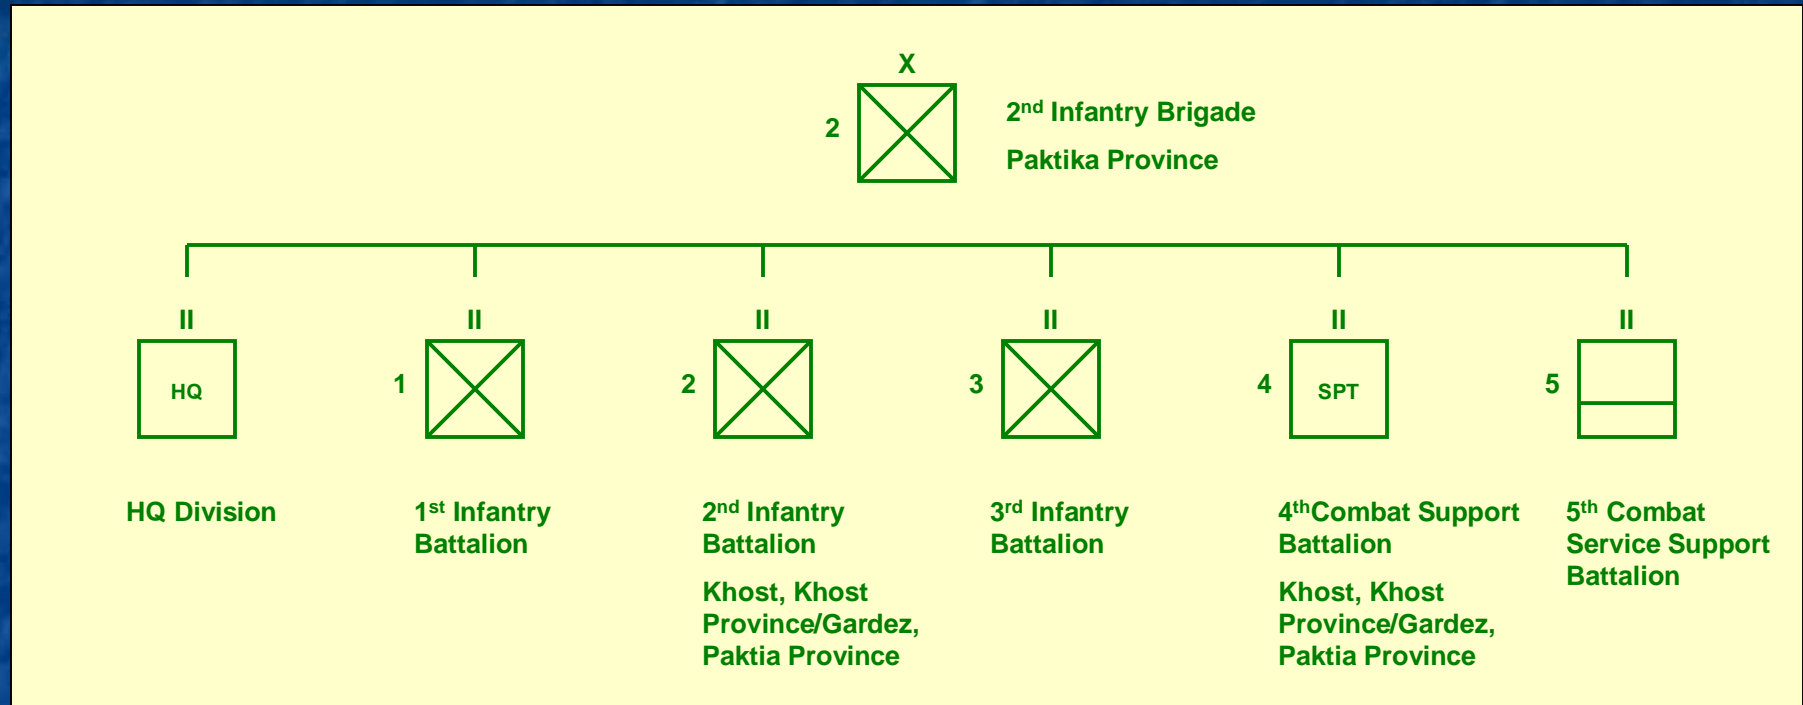 X
2
2nd Infantry Brigade
Paktika Province
II
II
II
II
II
II
HQ
1
2
3
4
SPT
5
HQ Division
1st Infantry
Battalion
2nd Infantry
Battalion
Khost, Khost
Province/Gardez,
Paktia Province
3rd Infantry
Battalion
4thCombat Support
Battalion
Khost, Khost
Province/Gardez,
Paktia Province
5th Combat
Service Support
Battalion